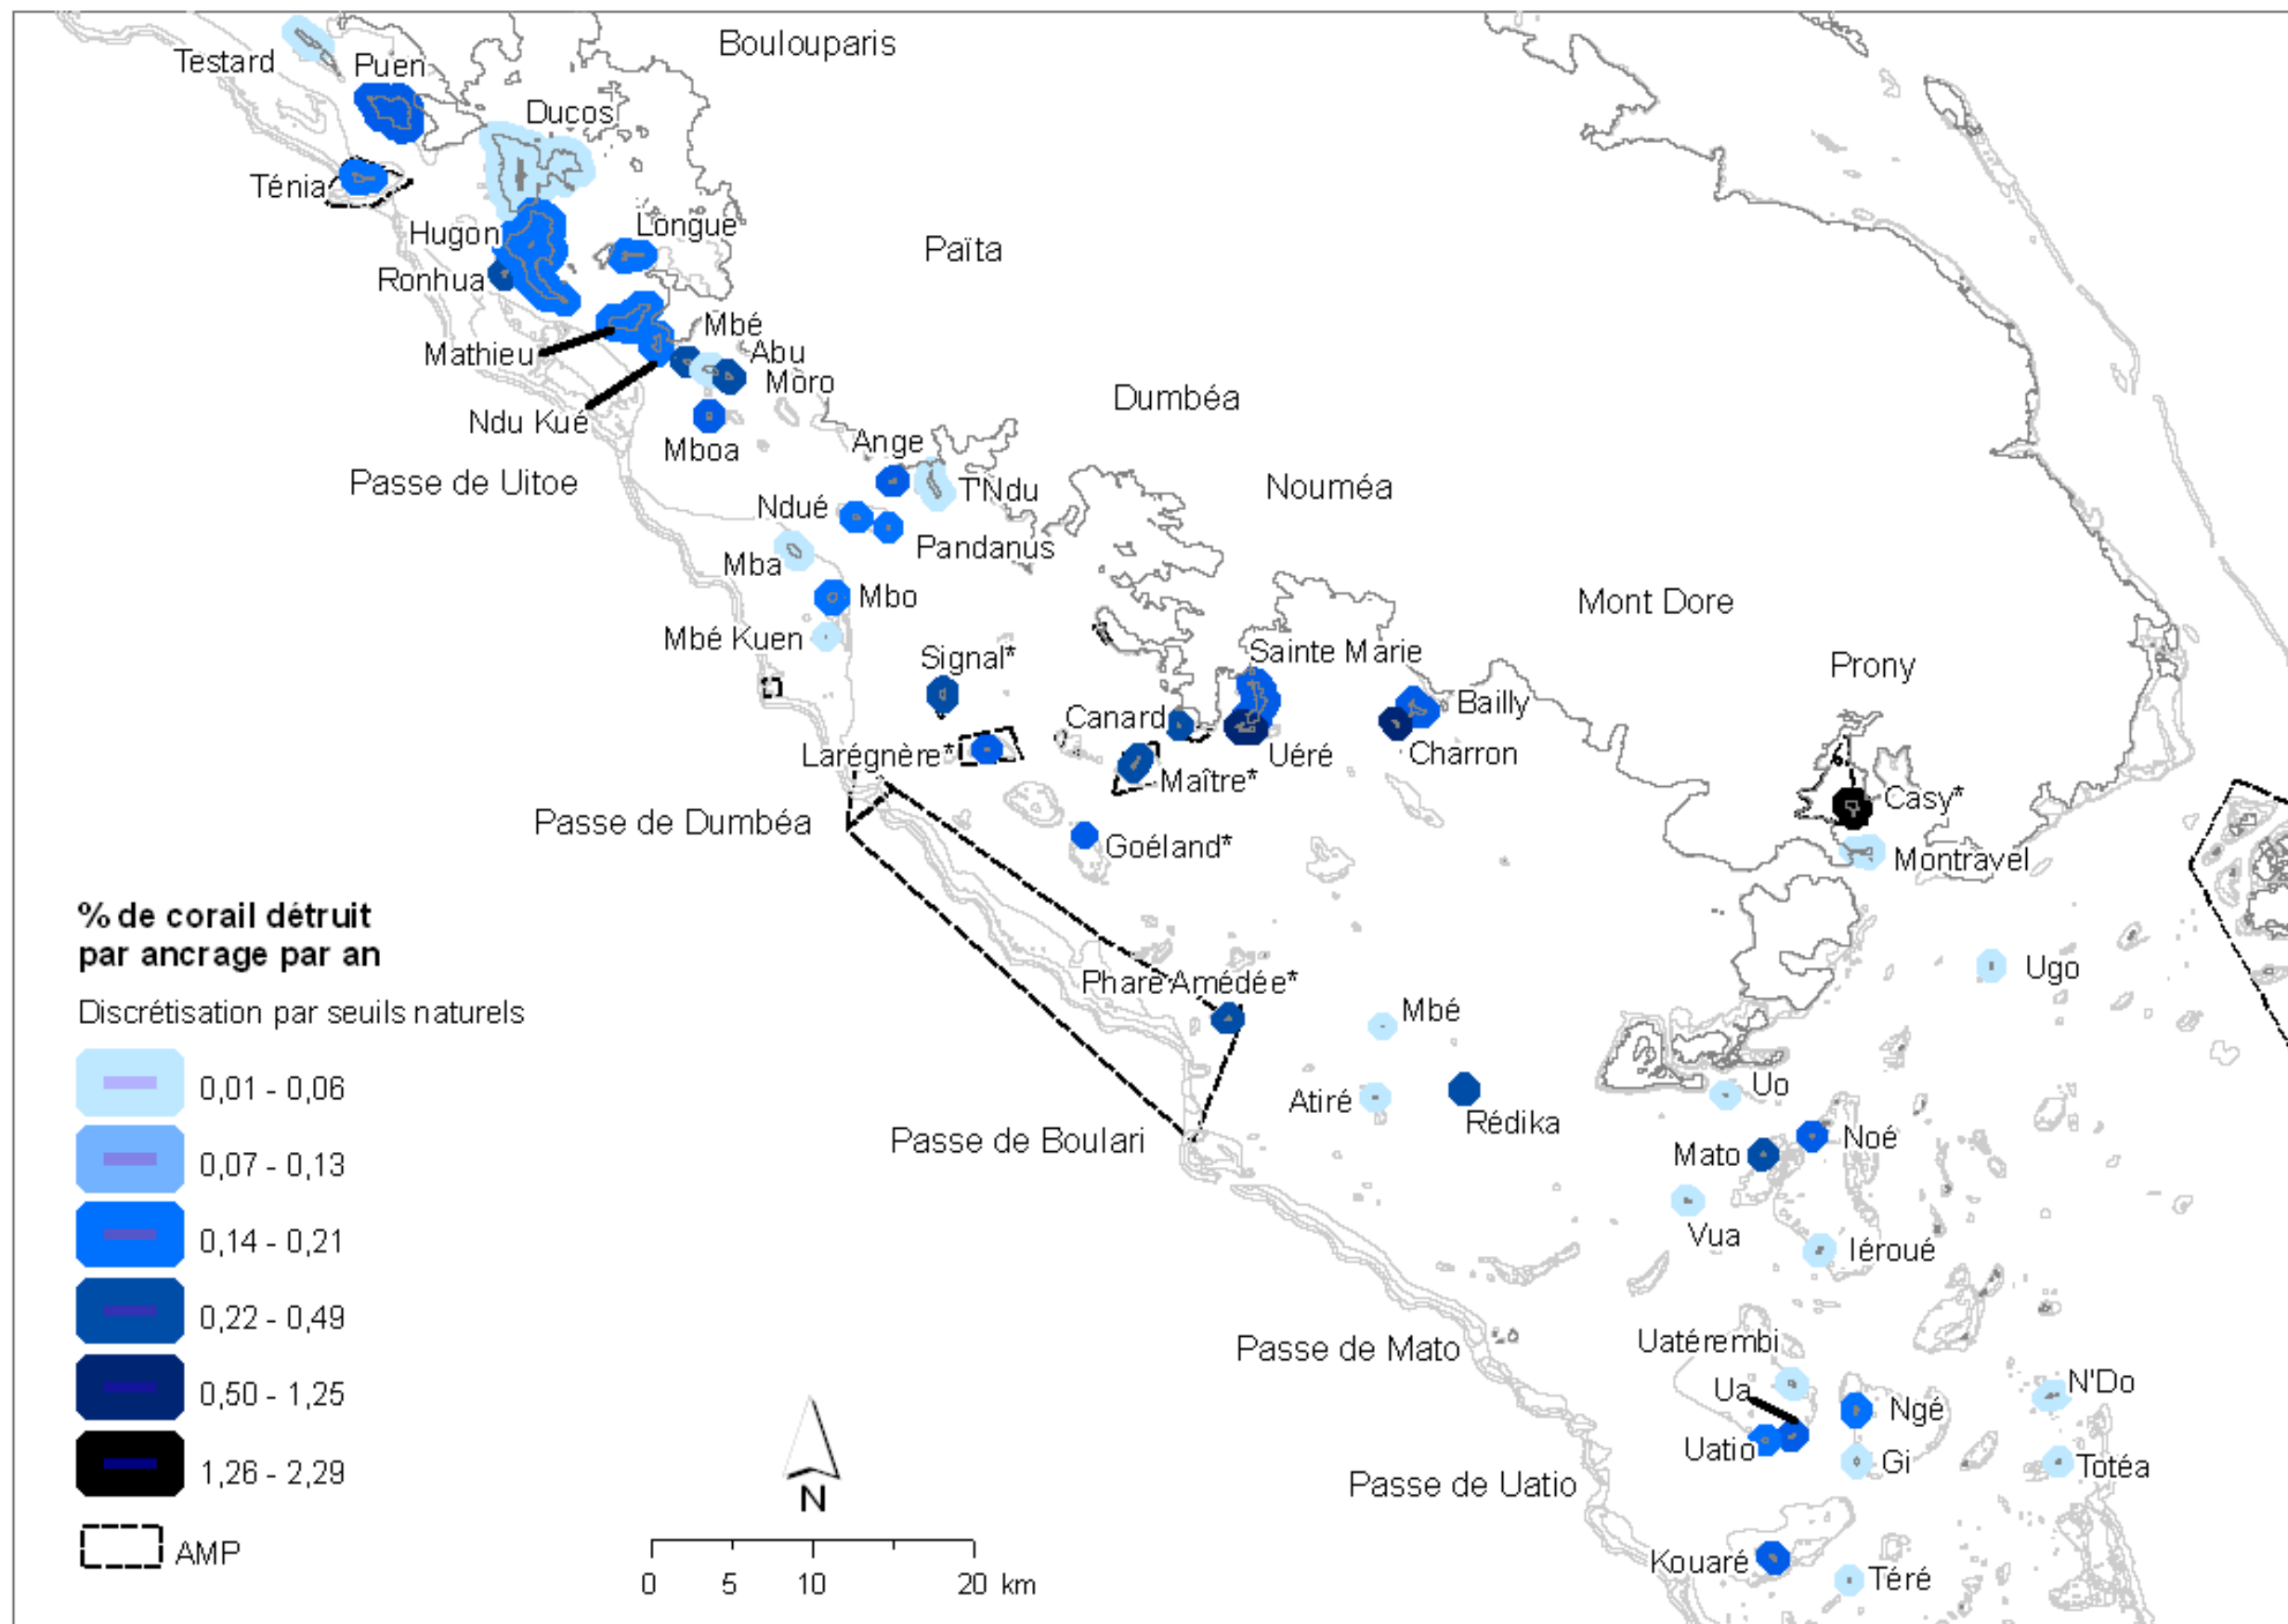 Boulouparis
Testard
Puen
Ducos
Ténia
Hugon
Longue
Ronhua
Païta
Mathieu
Mbé
Abu
Moro
Ndu Kué
Mboa
Dumbéa
Passe de Uitoe
Ange
T'Ndu
Nouméa
Ndué
Pandanus
Mba
Mbo
Mont Dore
Mbé Kuen
Signal*
Sainte Marie
Prony
Canard
Bailly
Larégnère*
Maître*
Uéré
Charron
Casy*
Passe de Dumbéa
Goéland*
Montravel
% de corail détruit
par ancrage par an
Discrétisation par seuils naturels
0,01 - 0,06
0,07 - 0,13
0,14 - 0,21
0,22 - 0,49
0,50 - 1,25
1,26 - 2,29
AMP
Phare Amédée*
Ugo
Mbé
Atiré
Rédika
Uo
Passe de Boulari
Mato
Noé
Vua
Iéroué
Passe de Mato
Uatérembi
Ua
Ngé
N'Do
Uatio
Gi
Totéa
Passe de Uatio
Kouaré
Téré
N
0 5 10 20 km